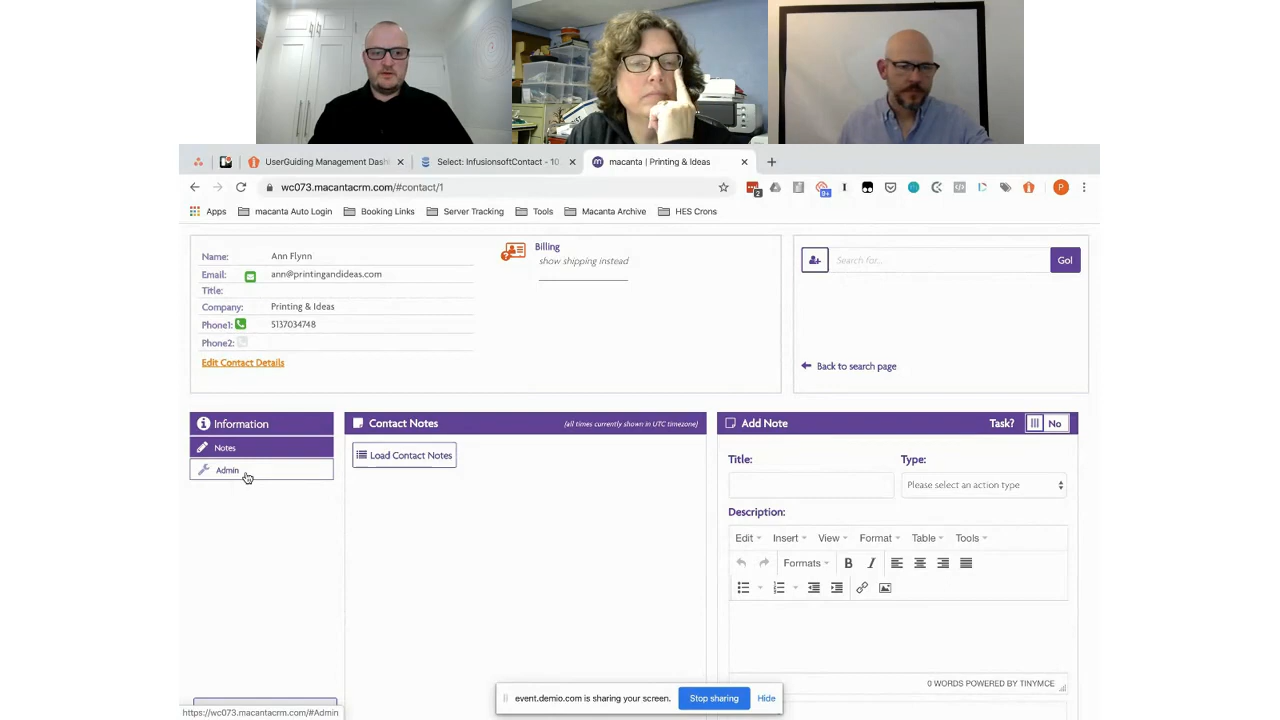 UserGuiding Management Dash
Select: InfusionsoftContact - 10
macanta | Printing & Ideas
wc073.macantacrm.com/#contact/1
2
9+
P
Apps
macanta Auto Login
Booking Links
Server Tracking
Tools
Macanta Archive
HES Crons
Name: Ann Flynn
Email: ann@printingandideas.com
Title:
Company: Printing & Ideas
Phone1: 5137034748
Phone2:
Edit Contact Details
Billing
show shipping instead
Search for...
Go!
Back to search page
Information
Notes
Admin
Contact Notes (all times currently shown in UTC timezone)
Load Contact Notes
Add Note Task? No
Title: Type:
Please select an action type
Description:
Edit Insert View Format Table Tools
Formats B I
0 WORDS POWERED BY TINYMCE
event.demio.com is sharing your screen. Stop sharing Hide
https://wc073.macantacrm.com/#Admin